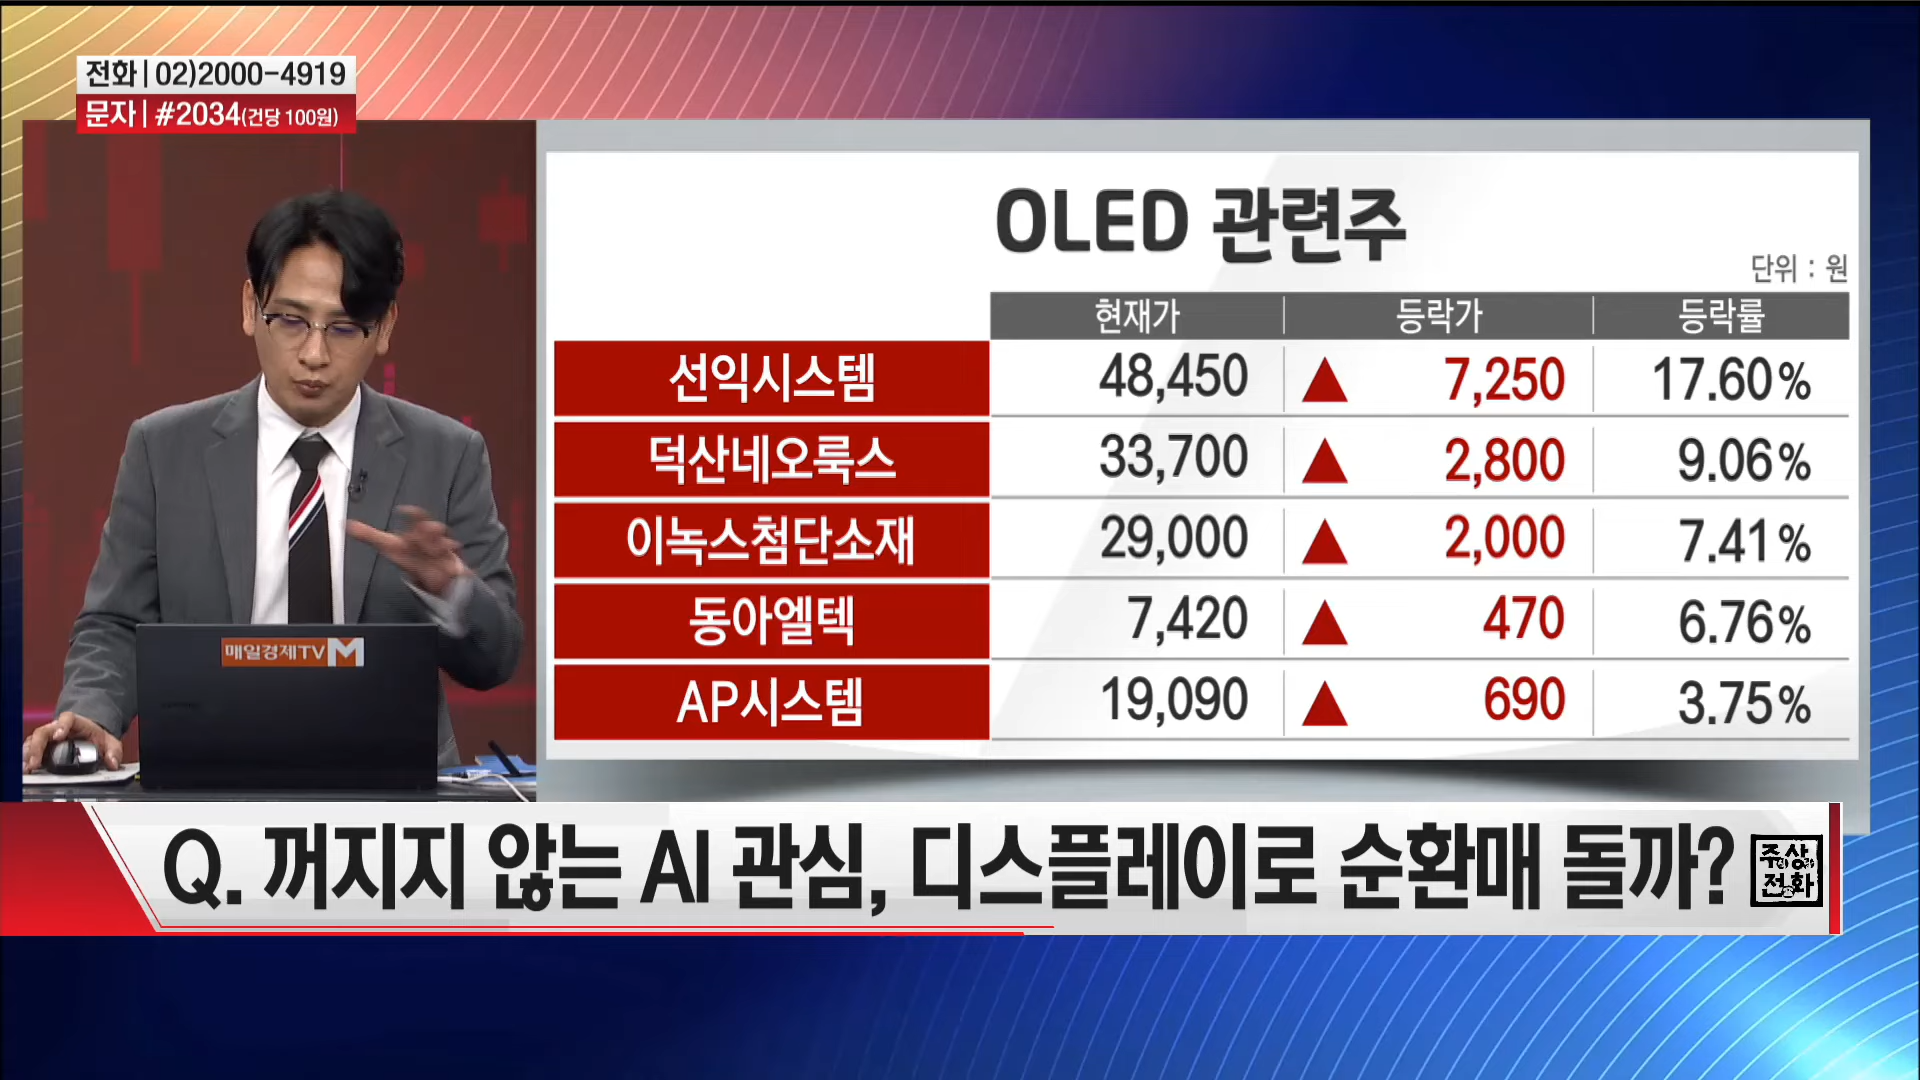 전화 | 02)2000-4919
문자 | #2034(건당 100원)
OLED 관련주
단위 : 원
현재가 등락가 등락률
선익시스템 48,450 ▲ 7,250 17.60%
덕산네오룩스 33,700 ▲ 2,800 9.06%
이녹스첨단소재 29,000 ▲ 2,000 7.41%
동아엘텍 7,420 ▲ 470 6.76%
AP시스템 19,090 ▲ 690 3.75%
매일경제TV M
Q. 꺼지지 않는 AI 관심, 디스플레이로 순환매 돌까?
주상
전화